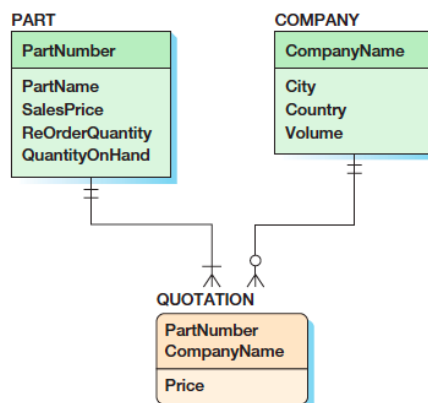 PART
PartNumber
PartName
SalesPrice
ReOrderQuantity
QuantityOnHand
COMPANY
CompanyName
City
Country
Volume
QUOTATION
PartNumber
CompanyName
Price